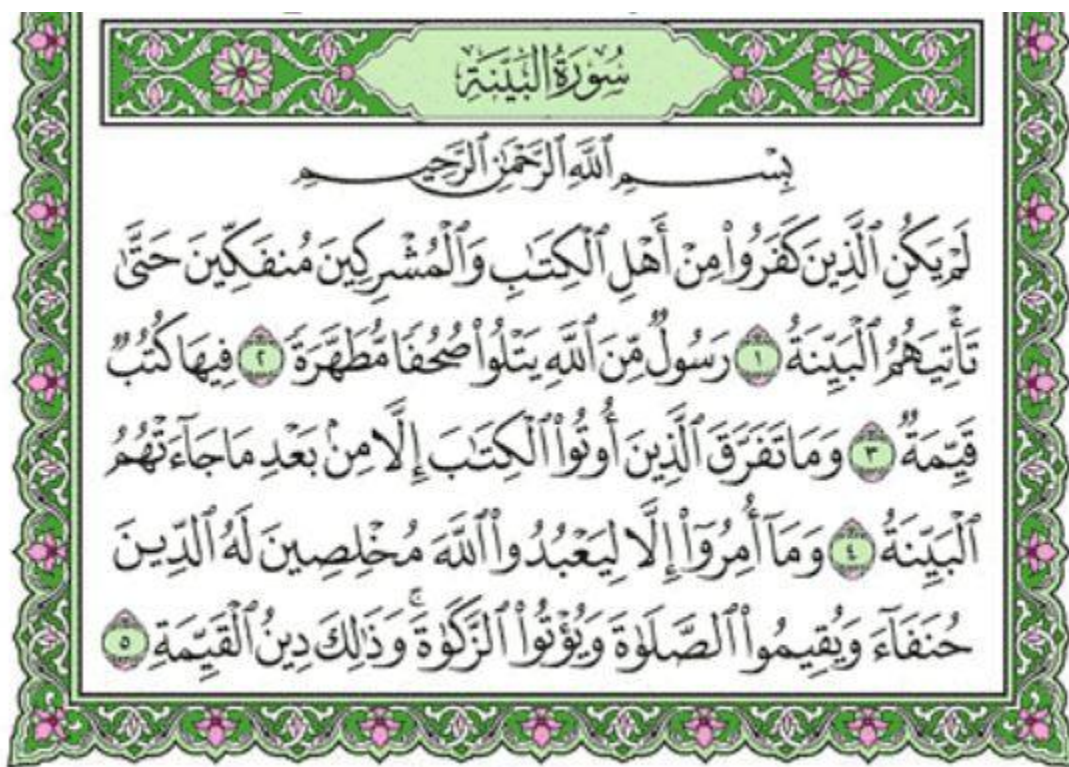 سُورَةُ الْبَيِّنَةِ
بِسْمِ ٱللَّهِ ٱلرَّحْمَٰنِ ٱلرَّحِيمِ
لَمْ يَكُنِ ٱلَّذِينَ كَفَرُواْ مِنْ أَهْلِ ٱلْكِتَٰبِ وَٱلْمُشْرِكِينَ مُنفَكِّينَ حَتَّىٰ
تَأْتِيَهُمُ ٱلْبَيِّنَةُ ١ رَسُولٌ مِّنَ ٱللَّهِ يَتْلُواْ صُحُفًا مُّطَهَّرَةً ٢ فِيهَا كُتُبٌ
قَيِّمَةٌ ٣ وَمَا تَفَرَّقَ ٱلَّذِينَ أُوتُواْ ٱلْكِتَٰبَ إِلَّا مِنۢ بَعْدِ مَا جَآءَتْهُمُ
ٱلْبَيِّنَةُ ٤ وَمَآ أُمِرُوٓاْ إِلَّا لِيَعْبُدُواْ ٱللَّهَ مُخْلِصِينَ لَهُ ٱلدِّينَ
حُنَفَآءَ وَيُقِيمُواْ ٱلصَّلَوٰةَ وَيُؤْتُواْ ٱلزَّكَوٰةَۚ وَذَٰلِكَ دِينُ ٱلْقَيِّمَةِ ٥